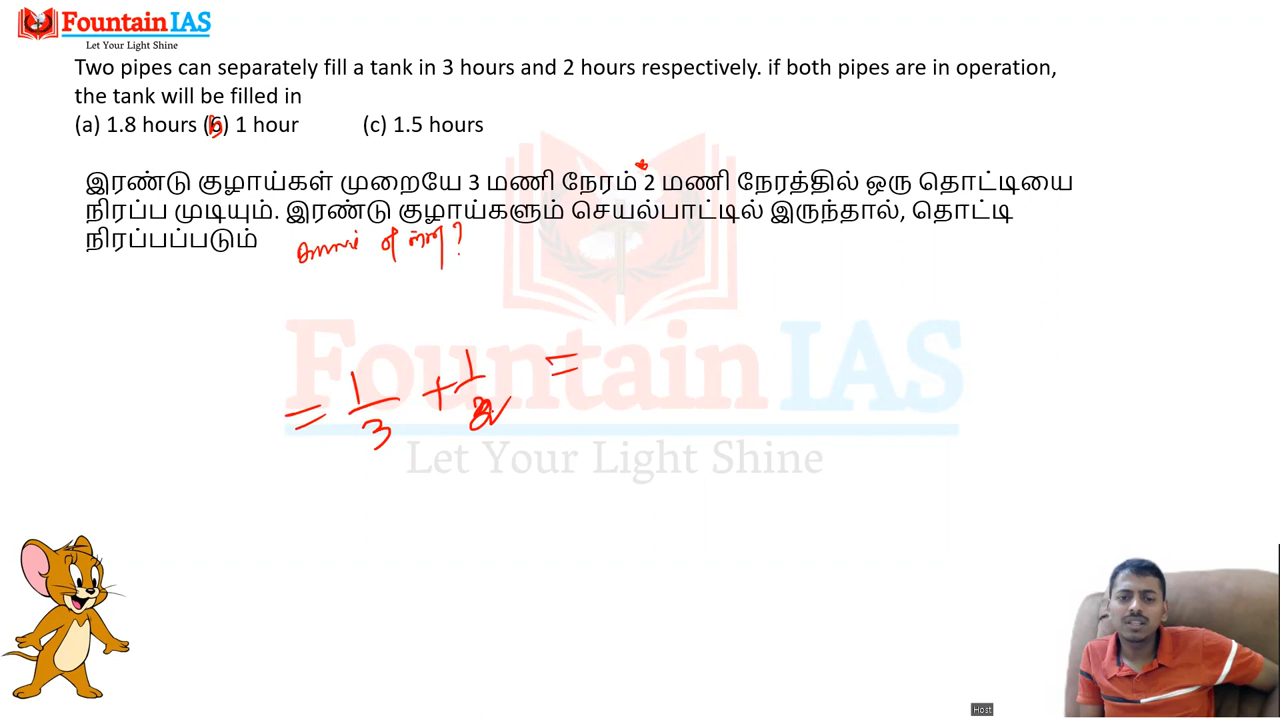 Fountain IAS
Let Your Light Shine
Two pipes can separately fill a tank in 3 hours and 2 hours respectively. if both pipes are in operation,
the tank will be filled in
(a) 1.8 hours (b) 1 hour (c) 1.5 hours
இரண்டு குழாய்கள் முறையே 3 மணி நேரம் 2 மணி நேரத்தில் ஒரு தொட்டியை
நிரப்ப முடியும். இரண்டு குழாய்களும் செயல்பாட்டில் இருந்தால், தொட்டி
நிரப்பப்படும்
= 1/3 + 1/2 =
Fountain IAS
Let Your Light Shine
Host